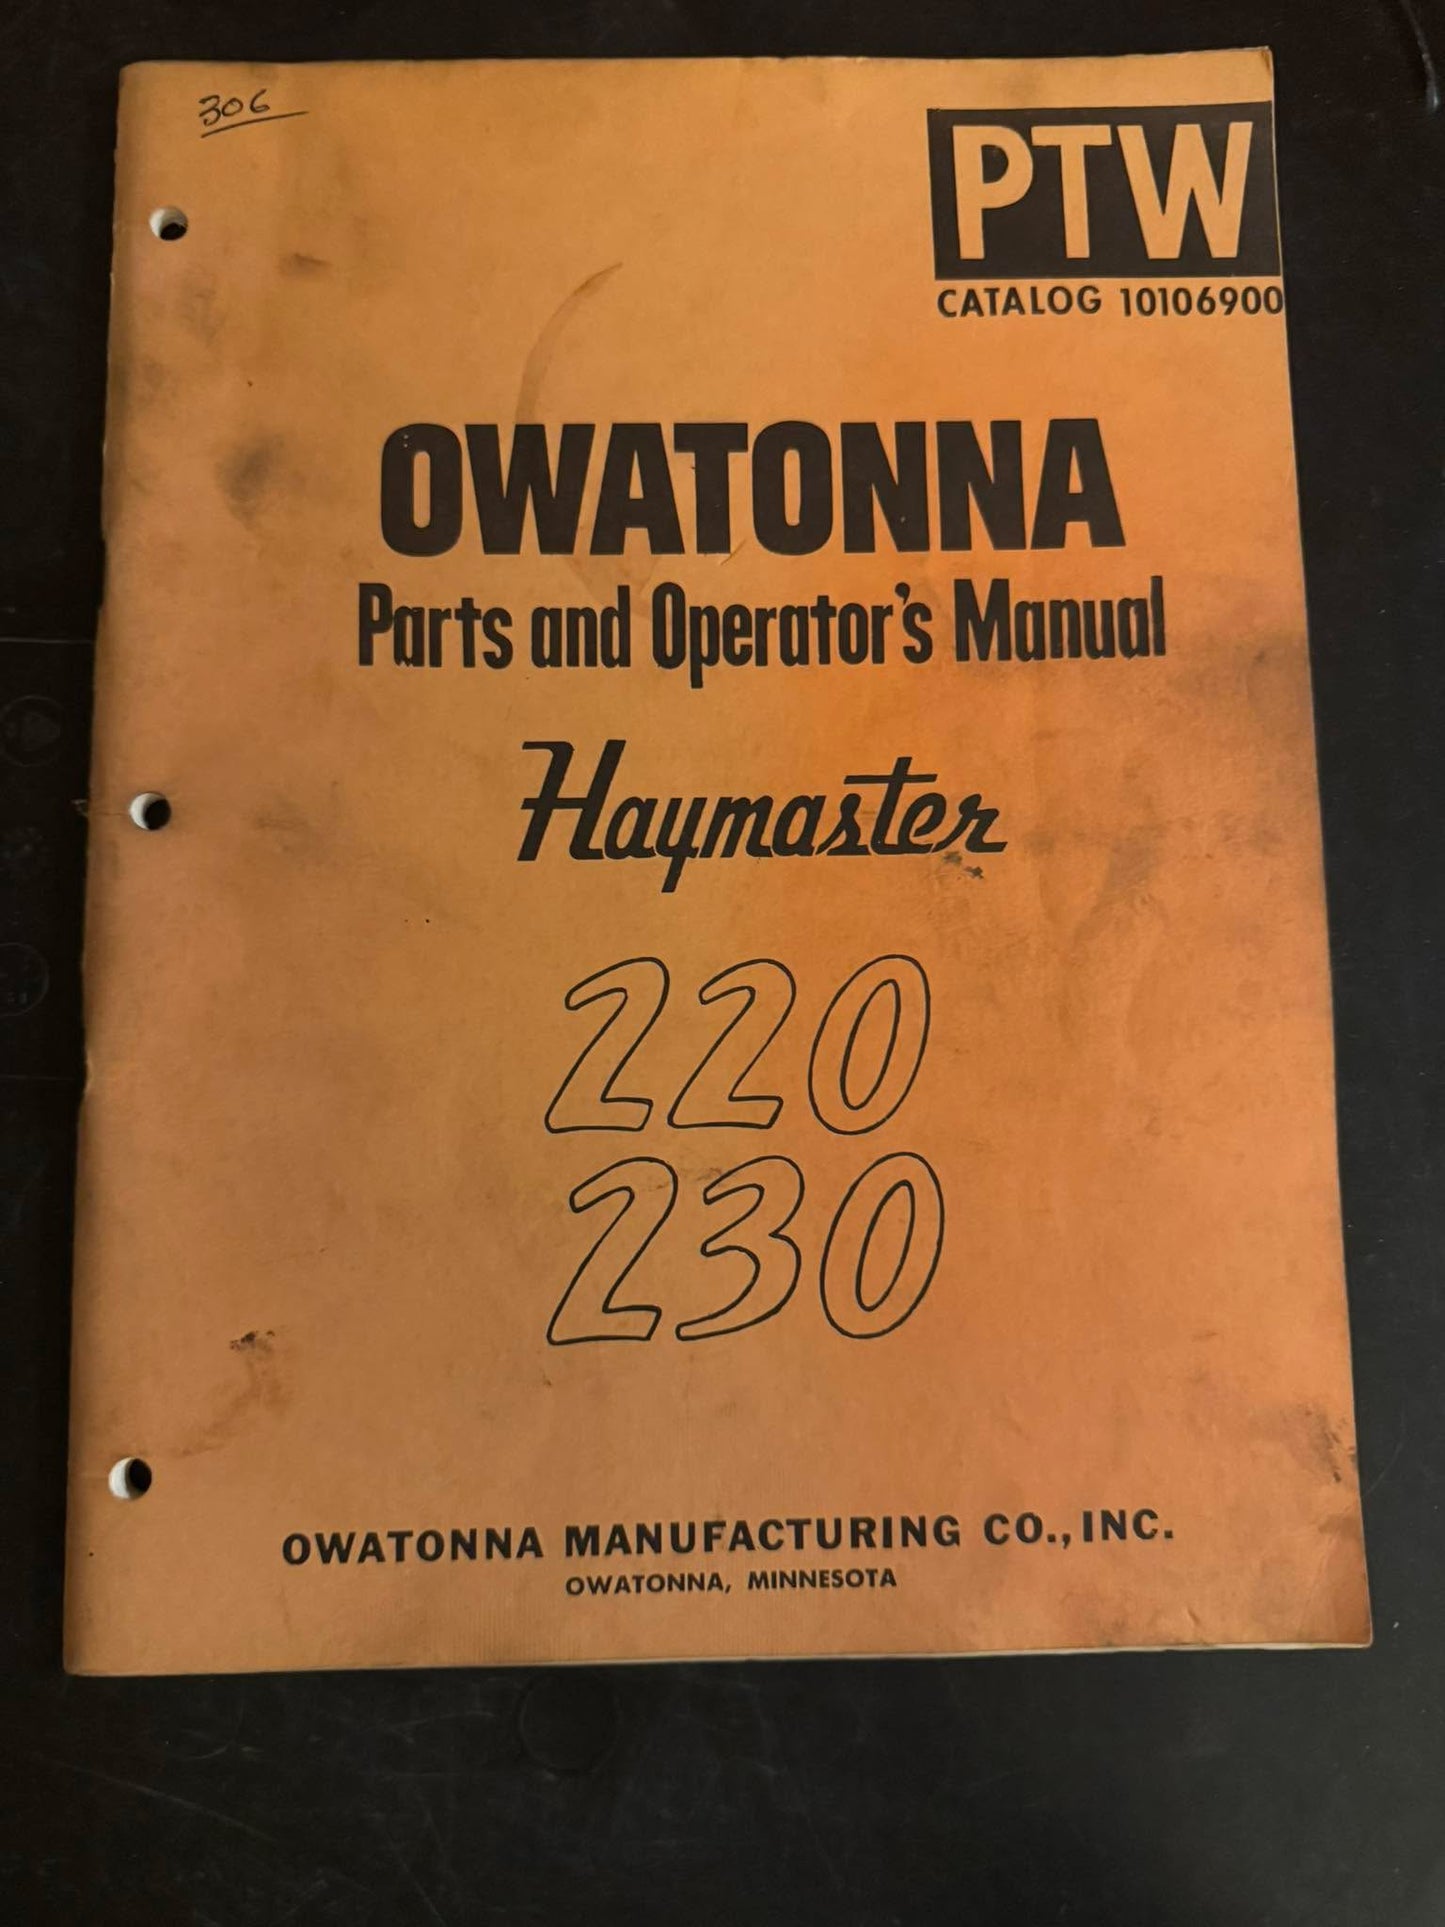 306
PTW
CATALOG 10106900
OWATONNA
Parts and Operator's Manual
Haymaster
220
230
OWATONNA MANUFACTURING CO., INC.
OWATONNA, MINNESOTA